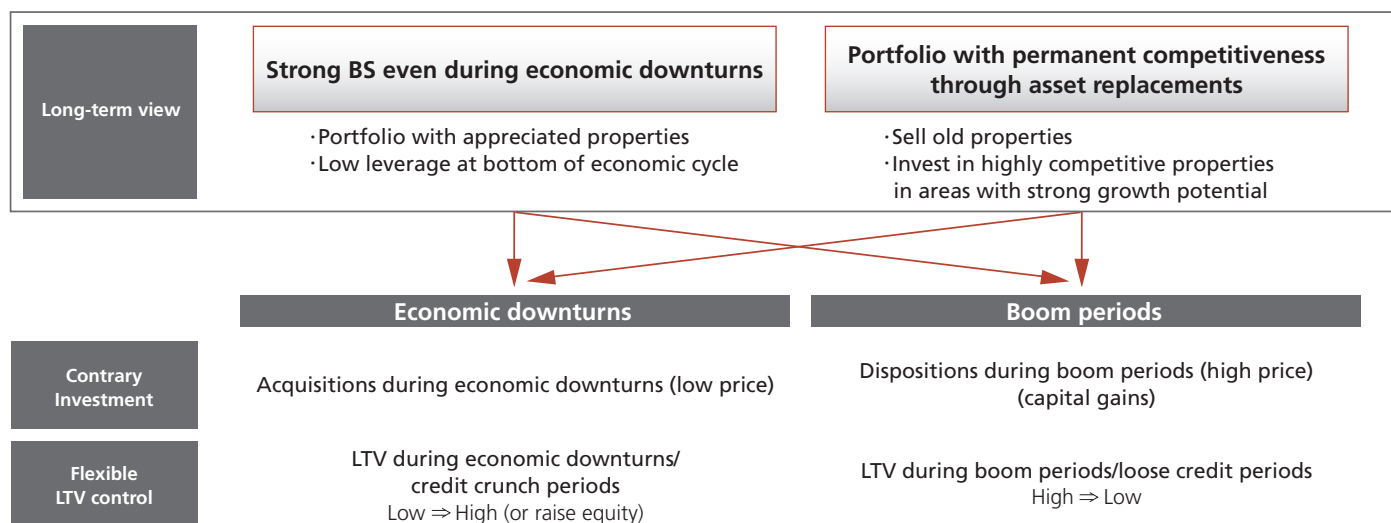 Long-term view
Strong BS even during economic downturns
·Portfolio with appreciated properties
·Low leverage at bottom of economic cycle
Portfolio with permanent competitiveness
through asset replacements
·Sell old properties
·Invest in highly competitive properties
in areas with strong growth potential
Economic downturns
Boom periods
Contrary
Investment
Acquisitions during economic downturns (low price)
Dispositions during boom periods (high price)
(capital gains)
Flexible
LTV control
LTV during economic downturns/
credit crunch periods
Low ⇒ High (or raise equity)
LTV during boom periods/loose credit periods
High ⇒ Low